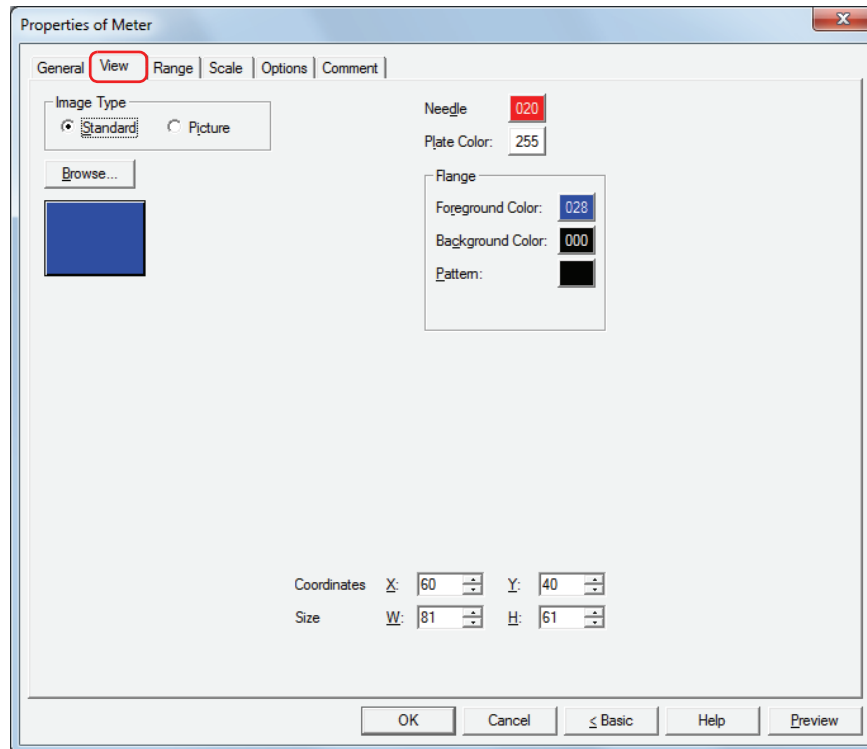 Properties of Meter
X
General View Range Scale Options Comment
Image Type
Standard Picture
Browse...
Needle 020
Plate Color: 255
Flange
Foreground Color: 028
Background Color: 000
Pattern:
Coordinates X: 60 Y: 40
Size W: 81 H: 61
OK Cancel < Basic Help Preview